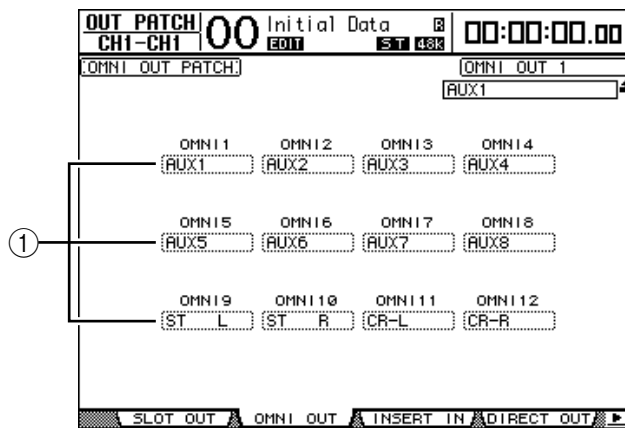 OUT PATCH 00 Initial Data R 00:00:00.00
CH1-CH1 EDIT ST 48k
OMNI OUT PATCH OMNI OUT 1
AUX1
OMNI1 OMNI2 OMNI3 OMNI4
AUX1 AUX2 AUX3 AUX4
OMNI5 OMNI6 OMNI7 OMNI8
1 AUX5 AUX6 AUX7 AUX8
OMNI9 OMNI10 OMNI11 OMNI12
ST L ST R CR-L CR-R
SLOT OUT OMNI OUT INSERT IN DIRECT OUT